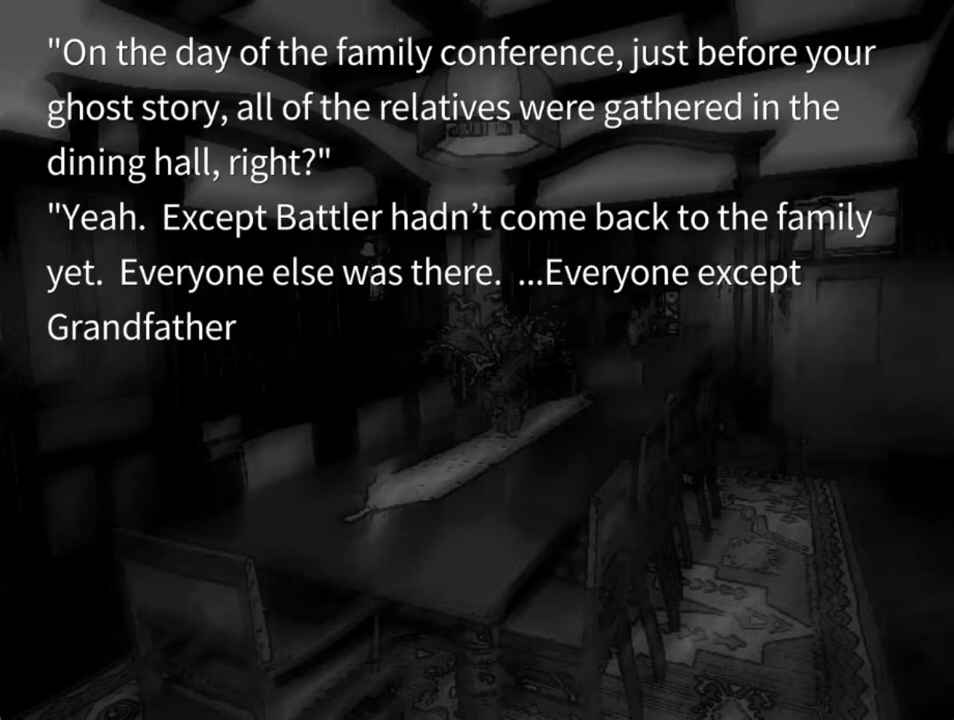 "On the day of the family conference, just before your
ghost story, all of the relatives were gathered in the
dining hall, right?"
"Yeah.  Except Battler hadn’t come back to the family
yet.  Everyone else was there.  ...Everyone except
Grandfather